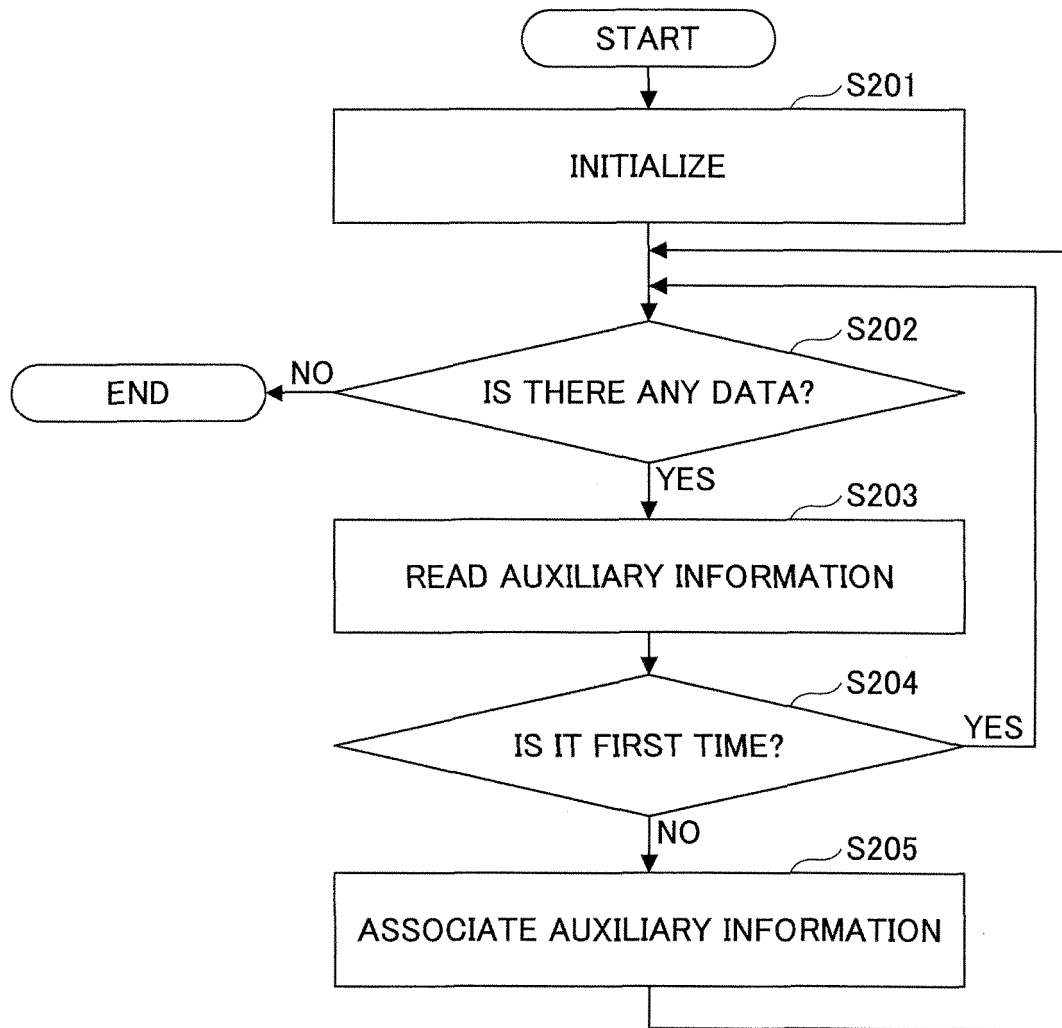 START
S201
INITIALIZE
S202
IS THERE ANY DATA?
NO
END
YES
S203
READ AUXILIARY INFORMATION
S204
IS IT FIRST TIME?
YES
NO
S205
ASSOCIATE AUXILIARY INFORMATION